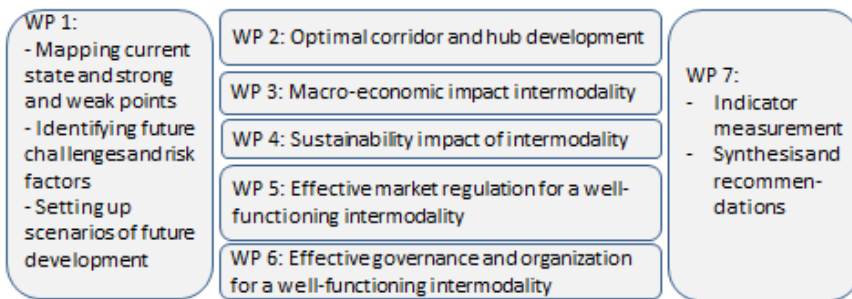 WP 1:
- Mapping current
state and strong
and weak points
- Identifying future
challenges and risk
factors
- Setting up
scenarios of future
development
WP 2: Optimal corridor and hub development
WP 3: Macro-economic impact intermodality
WP 4: Sustainability impact of intermodality
WP 5: Effective market regulation for a well-
functioning intermodality
WP 6: Effective governance and organization
for a well-functioning intermodality
WP 7:
- Indicator
measurement
- Synthesis and
recommen-
dations